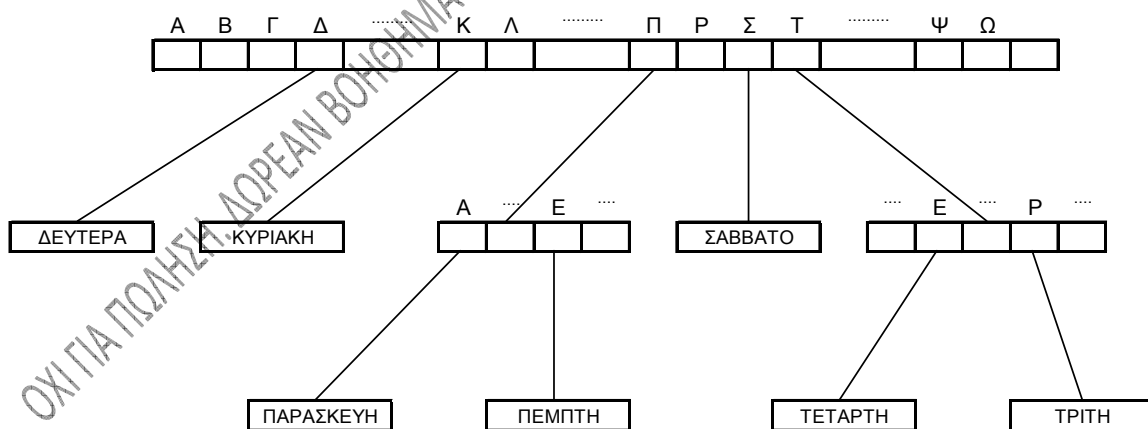 Α Β Γ Δ ......... Κ Λ ......... Π Ρ Σ Τ ......... Ψ Ω
Α .... Ε ....
.... Ε .... Ρ ....
ΔΕΥΤΕΡΑ
ΚΥΡΙΑΚΗ
ΣΑΒΒΑΤΟ
ΠΑΡΑΣΚΕΥΗ
ΠΕΜΠΤΗ
ΤΕΤΑΡΤΗ
ΤΡΙΤΗ
ΟΧΙ ΓΙΑ ΠΩΛΗΣΗ, ΔΩΡΕΑΝ ΒΟΗΘΗΜΑ